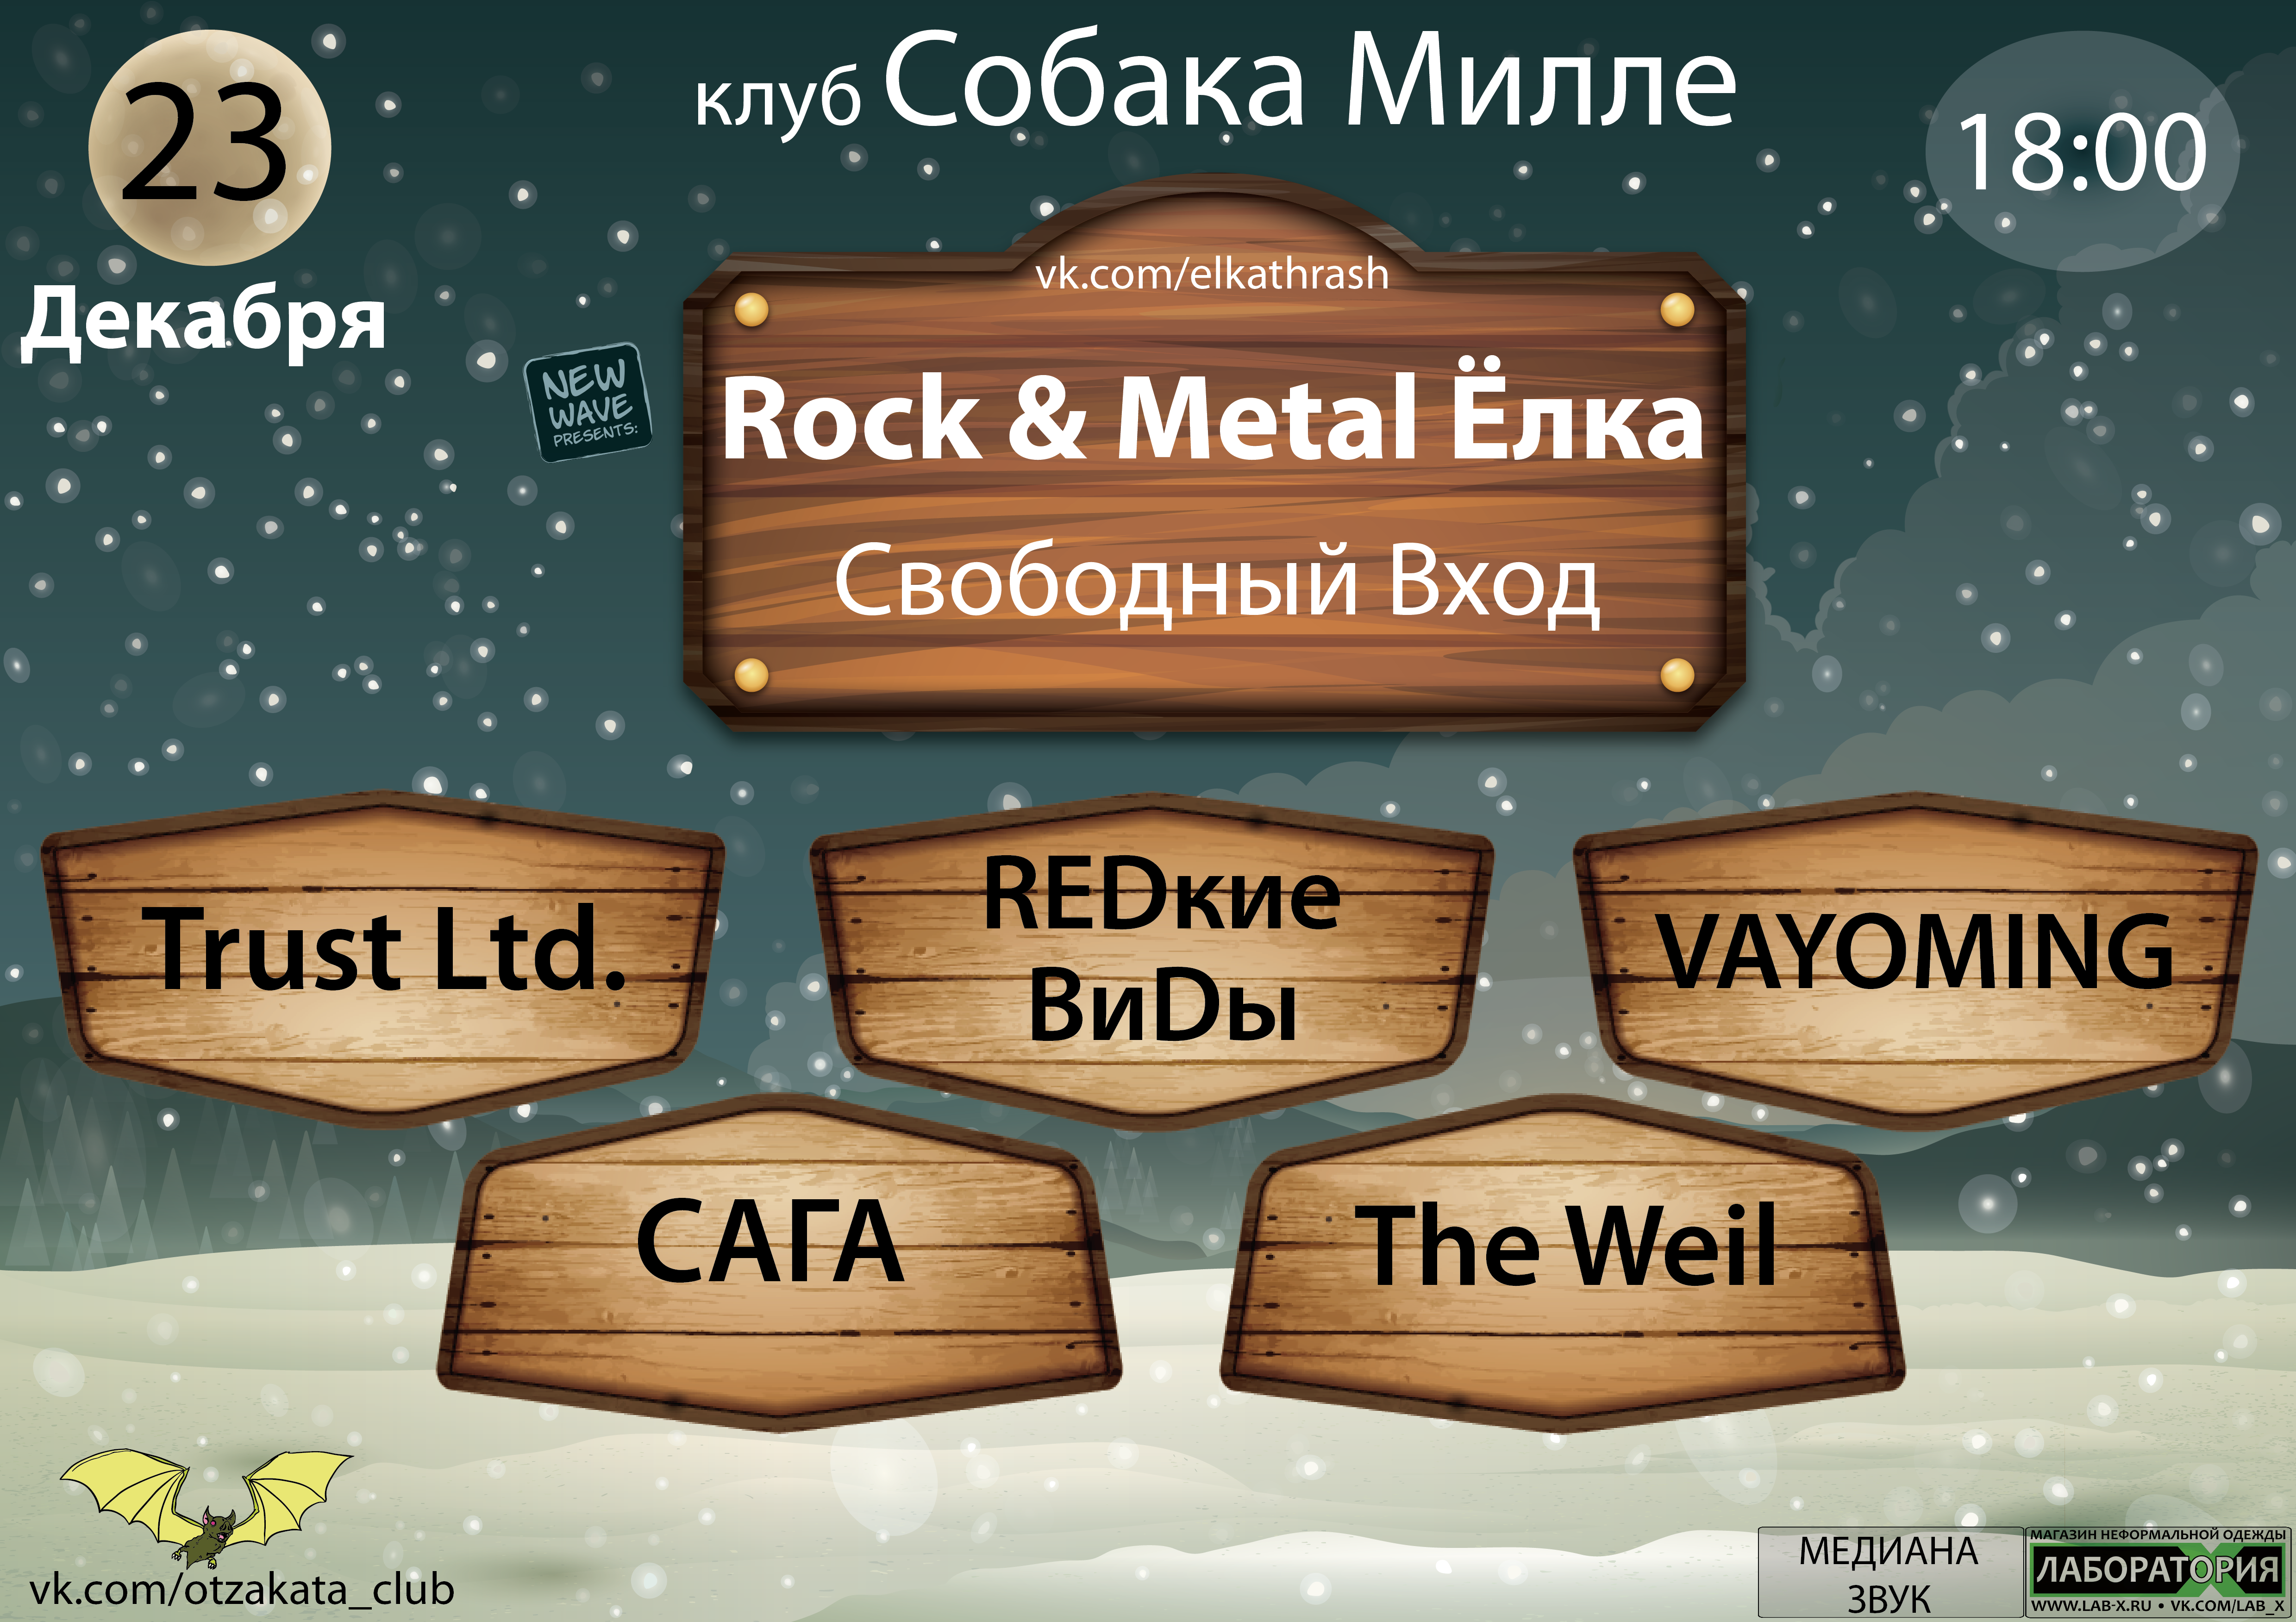 клуб Собака Милле
23
Декабря
18:00
vk.com/elkathrash
NEW
WAVE
PRESENTS:
Rock & Metal Ёлка
Свободный Вход
Trust Ltd.
REDкие
ВиDы
VAYOMING
САГА
The Weil
vk.com/otzakata_club
МЕДИАНА
ЗВУК
МАГАЗИН НЕФОРМАЛЬНОЙ ОДЕЖДЫ
ЛАБОРАТОРИЯ
WWW.LAB-X.RU • VK.COM/LAB_X